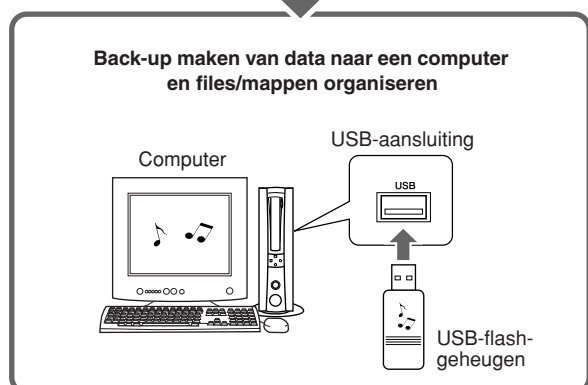 Back-up maken van data naar een computer
en files/mappen organiseren
USB-aansluiting
Computer
USB
USB-flash-
geheugen